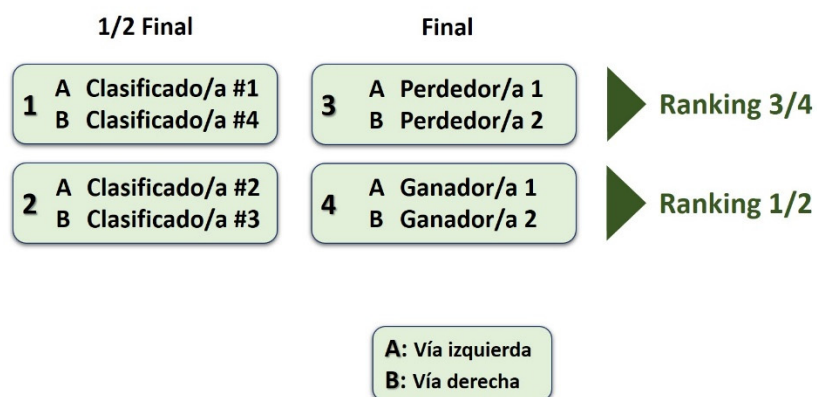 1/2 Final
Final
1
A Clasificado/a #1
B Clasificado/a #4
3
A Perdedor/a 1
B Perdedor/a 2
Ranking 3/4
2
A Clasificado/a #2
B Clasificado/a #3
4
A Ganador/a 1
B Ganador/a 2
Ranking 1/2
A: Vía izquierda
B: Vía derecha